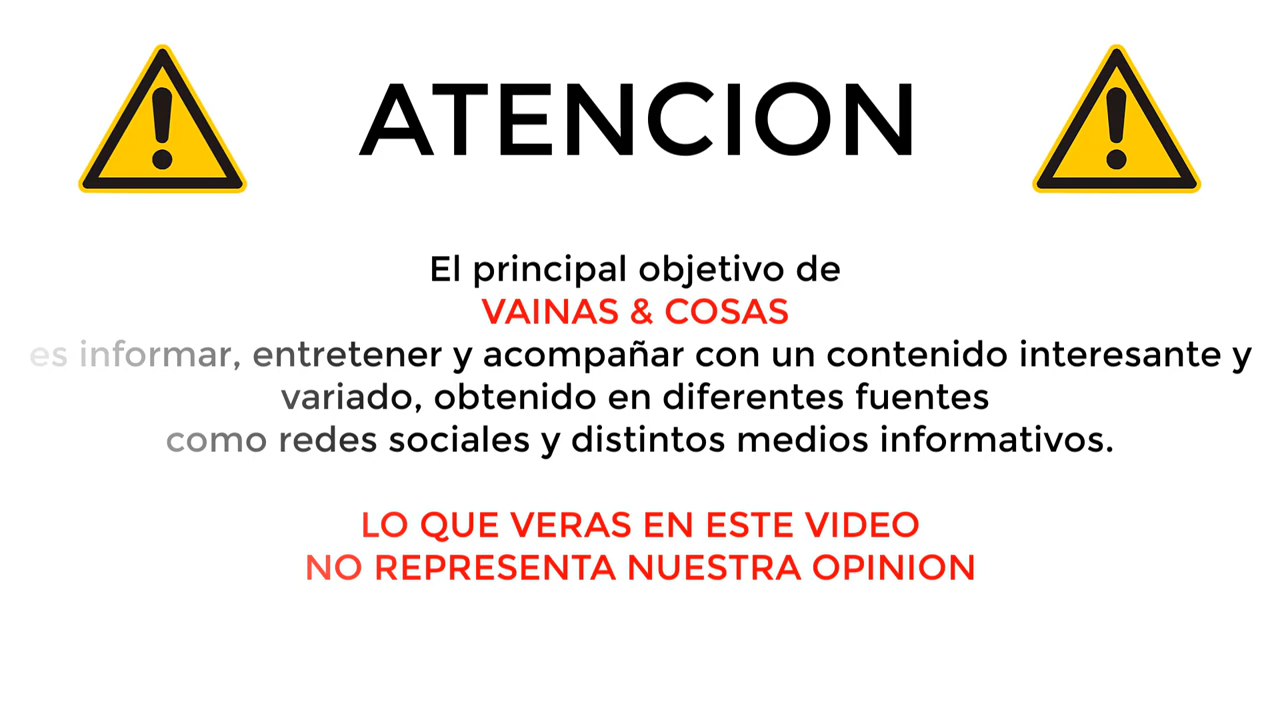 ATENCION
El principal objetivo de
VAINAS & COSAS
es informar, entretener y acompañar con un contenido interesante y
variado, obtenido en diferentes fuentes
como redes sociales y distintos medios informativos.
LO QUE VERAS EN ESTE VIDEO
NO REPRESENTA NUESTRA OPINION